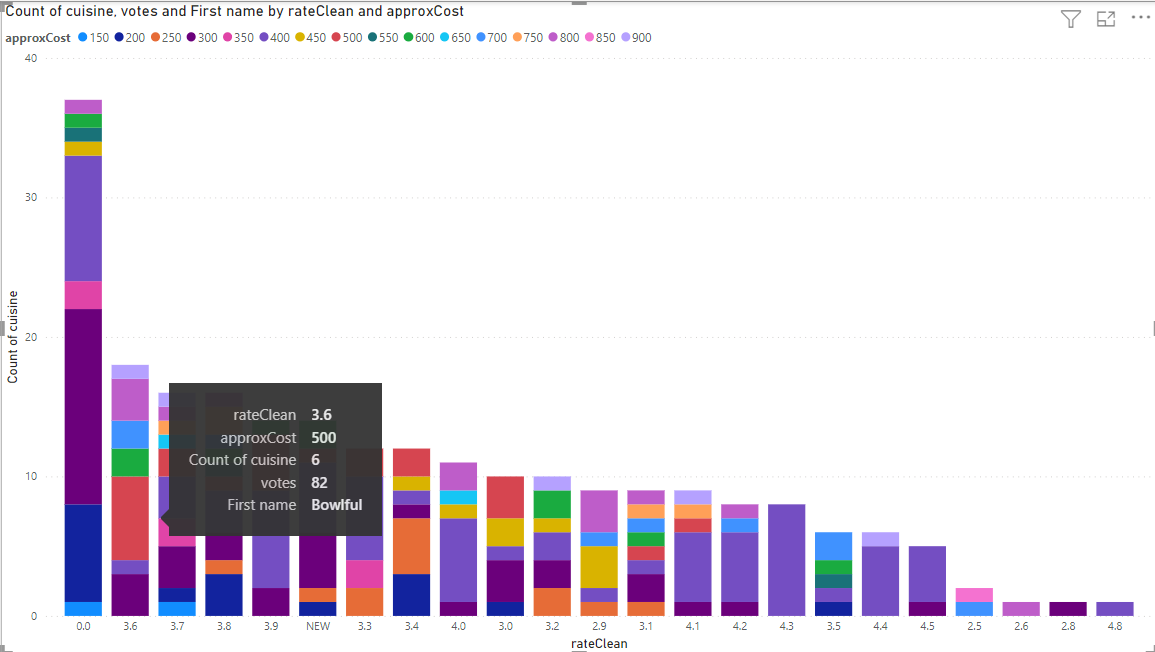 Count of cuisine, votes and First name by rateClean and approxCost
approxCost 150 200 250 300 350 400 450 500 550 600 650 700 750 800 850 900
40
30
20
10
0
Count of cuisine
rateClean 3.6
approxCost 500
Count of cuisine 6
votes 82
First name Bowlful
0.0 3.6 3.7 3.8 3.9 NEW 3.3 3.4 4.0 3.0 3.2 2.9 3.1 4.1 4.2 4.3 3.5 4.4 4.5 2.5 2.6 2.8 4.8
rateClean